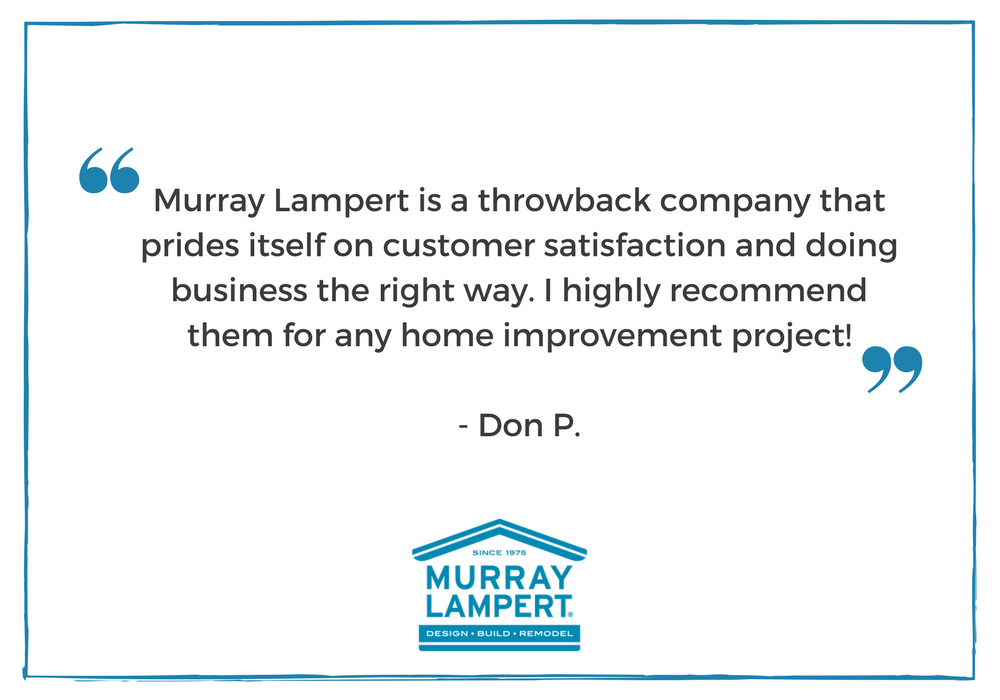 “
Murray Lampert is a throwback company that
prides itself on customer satisfaction and doing
business the right way. I highly recommend
them for any home improvement project!
”
- Don P.
SINCE 1975
MURRAY
LAMPERT®
DESIGN • BUILD • REMODEL